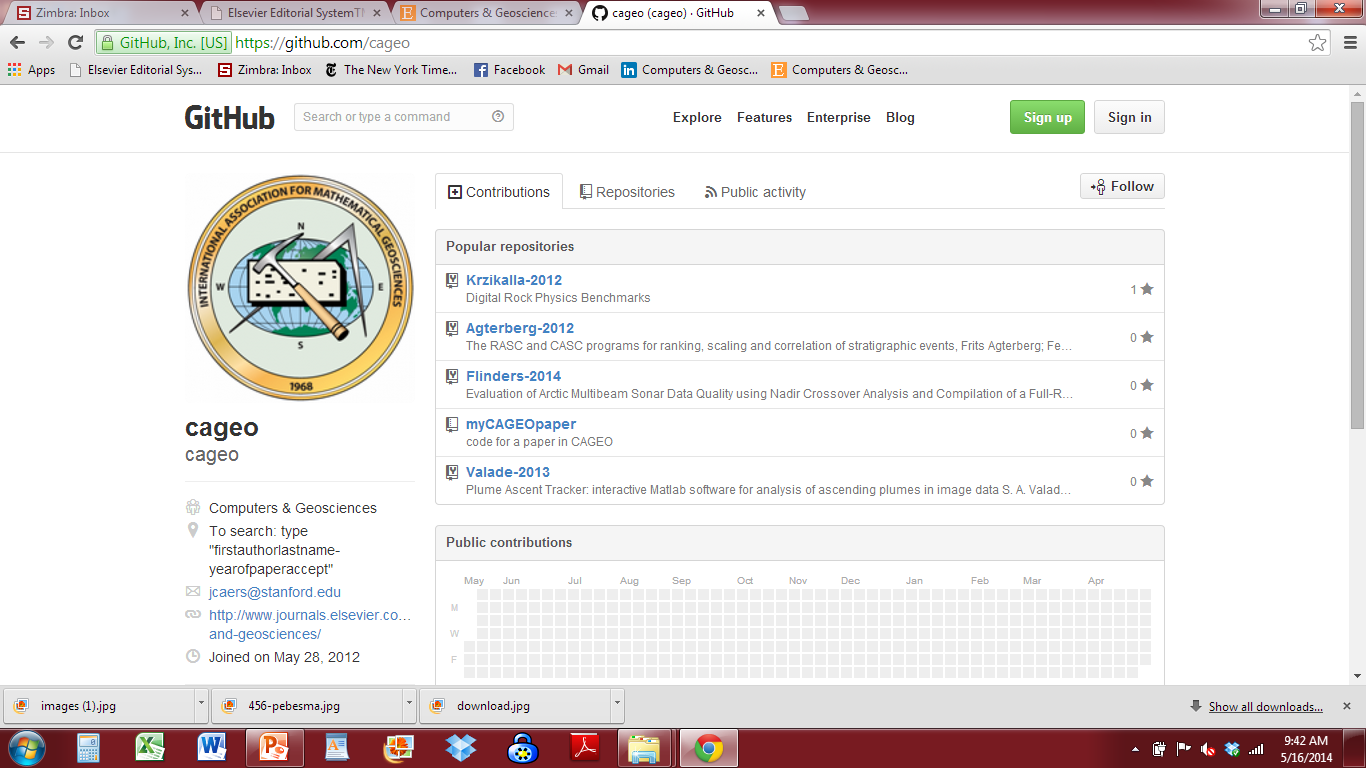 Zimbra: Inbox
Elsevier Editorial SystemT
Computers & Geoscience
cageo (cageo) · GitHub
GitHub, Inc. [US] https://github.com/cageo
Apps Elsevier Editorial Sys... Zimbra: Inbox The New York Time... Facebook Gmail Computers & Geosc... Computers & Geosc...
GitHub Search or type a command Explore Features Enterprise Blog Sign up Sign in
INTERNATIONAL ASSOCIATION FOR MATHEMATICAL GEOSCIENCES
N
W E
S
1968
cageo
cageo
Computers & Geosciences
To search: type
"firstauthorlastname-
yearofpaperaccept"
jcaers@stanford.edu
http://www.journals.elsevier.co...
and-geosciences/
Joined on May 28, 2012
Contributions Repositories Public activity Follow
Popular repositories
Krzikalla-2012
Digital Rock Physics Benchmarks
1
Agterberg-2012
The RASC and CASC programs for ranking, scaling and correlation of stratigraphic events, Frits Agterberg; Fe...
0
Flinders-2014
Evaluation of Arctic Multibeam Sonar Data Quality using Nadir Crossover Analysis and Compilation of a Full-R...
0
myCAGEOpaper
code for a paper in CAGEO
0
Valade-2013
Plume Ascent Tracker: interactive Matlab software for analysis of ascending plumes in image data S. A. Valad...
0
Public contributions
May Jun Jul Aug Sep Oct Nov Dec Jan Feb Mar Apr
M
W
F
images (1).jpg 456-pebesma.jpg download.jpg Show all downloads...
9:42 AM
5/16/2014